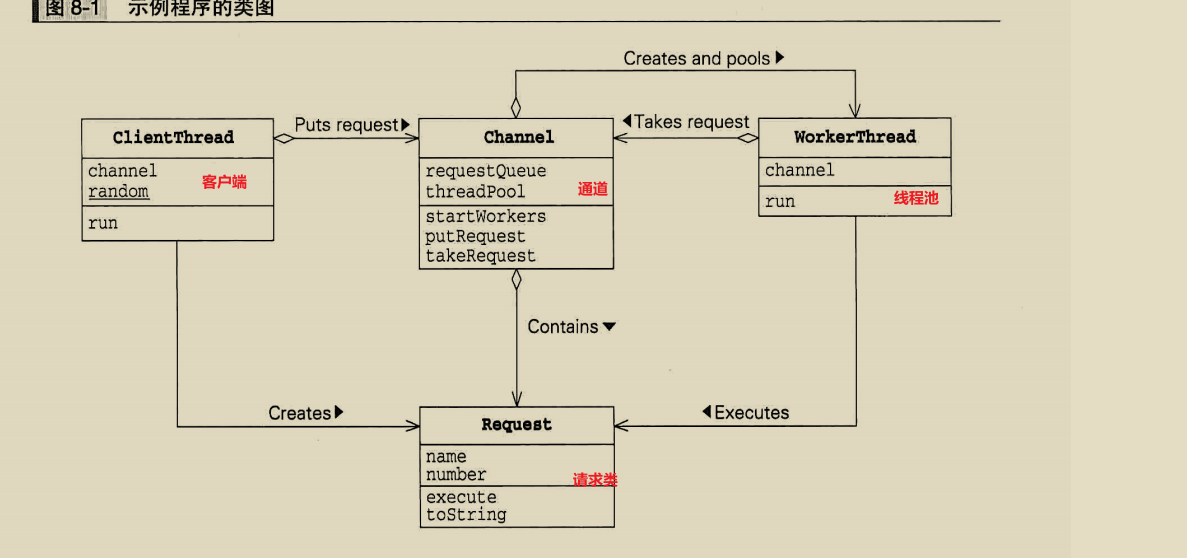 图 8-1 示例程序的类图
Creates and pools ▶
ClientThread
channel
random
客户端
run
Puts request▶
Channel
requestQueue
threadPool
通道
startWorkers
putRequest
takeRequest
◀Takes request
WorkerThread
channel
run
线程池
Contains▼
Creates▶
◀Executes
Request
name
number
请求类
execute
toString